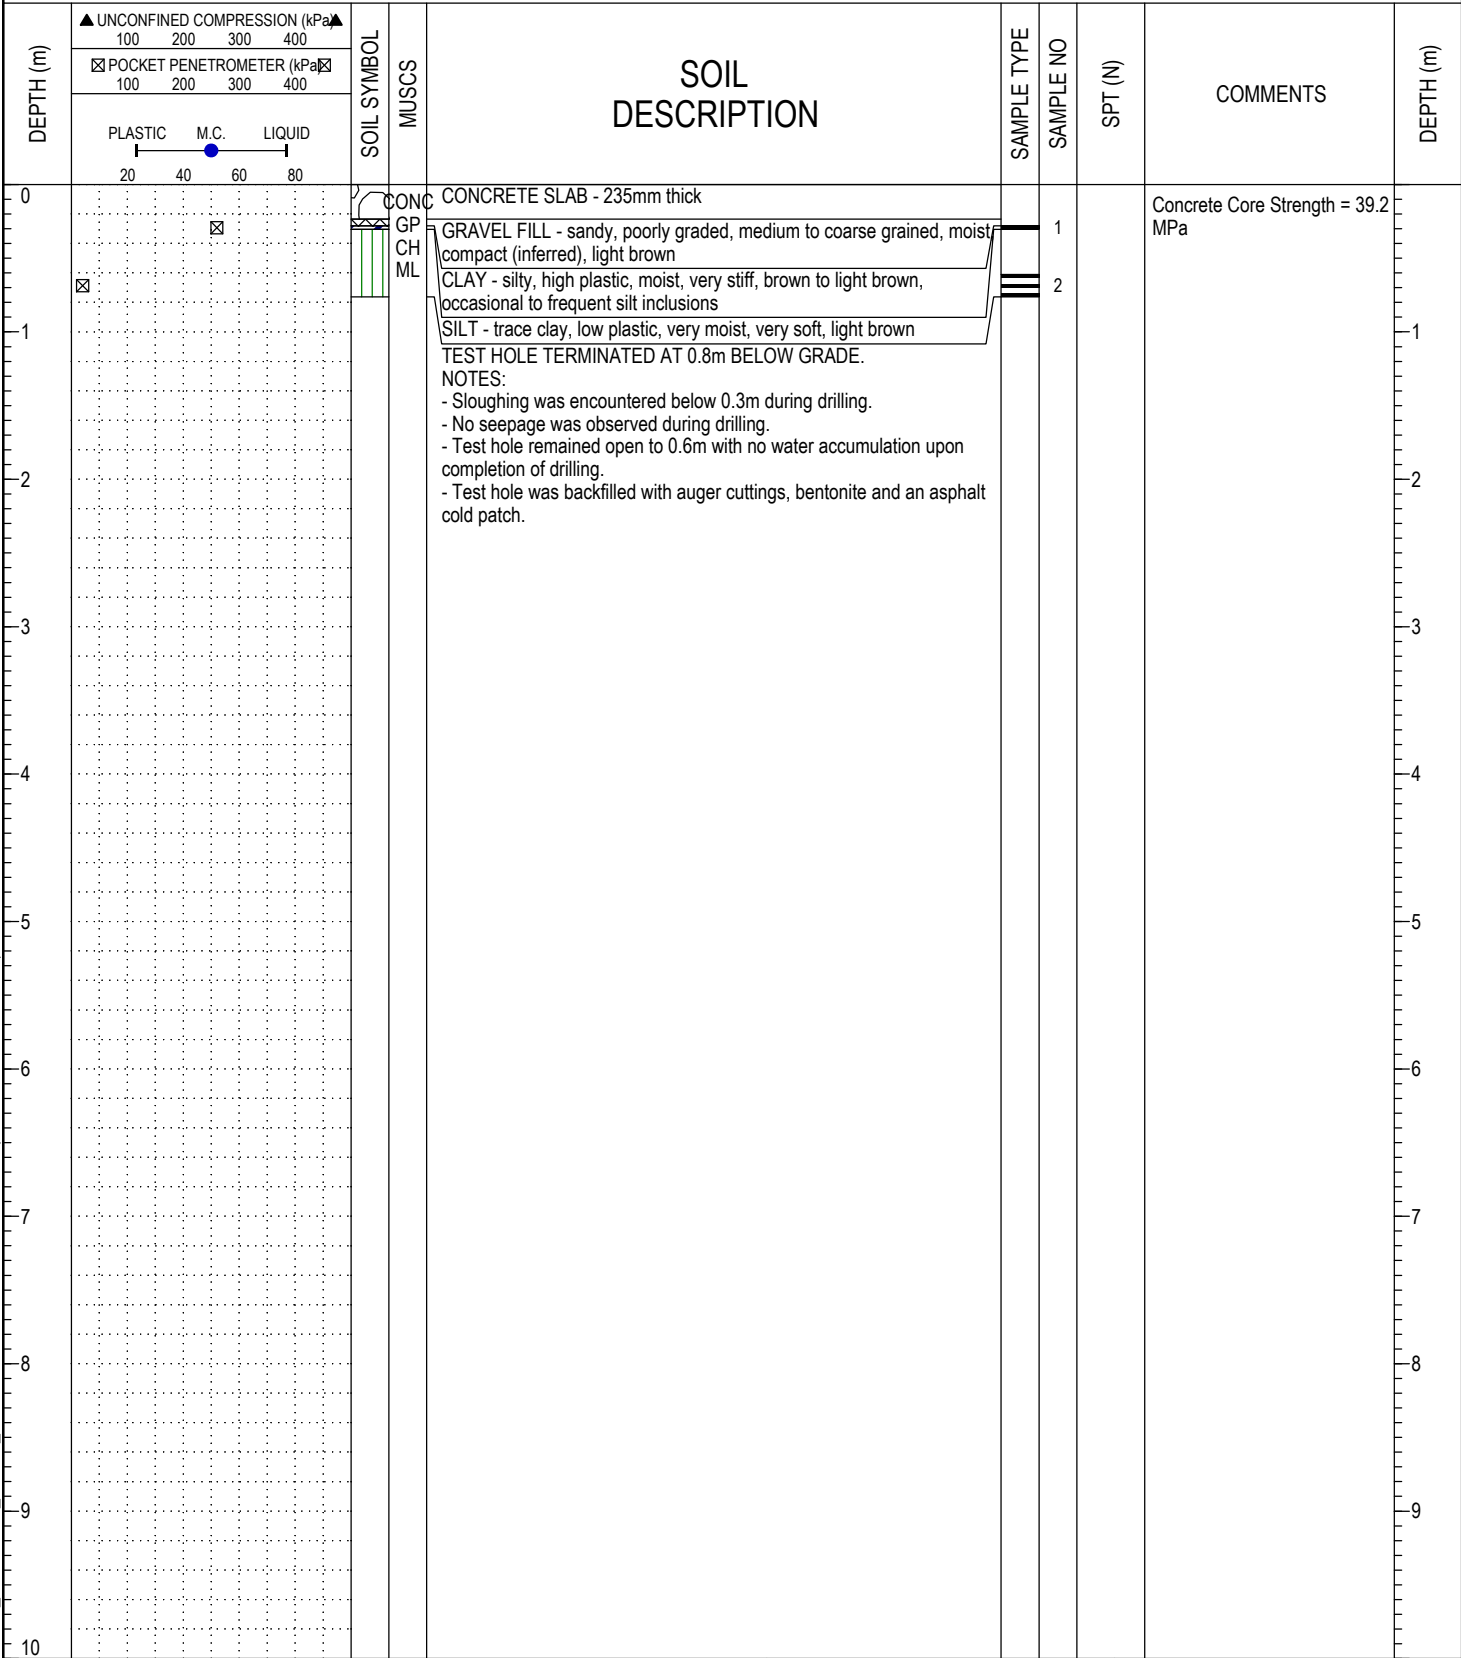 DEPTH (m)
▲ UNCONFINED COMPRESSION (kPa)▲
100 200 300 400
☒ POCKET PENETROMETER (kPa)☒
100 200 300 400
PLASTIC M.C. LIQUID
20 40 60 80
SOIL SYMBOL
MUSCS
SOIL
DESCRIPTION
SAMPLE TYPE
SAMPLE NO
SPT (N)
COMMENTS
DEPTH (m)
0
CONC
CONCRETE SLAB - 235mm thick
Concrete Core Strength = 39.2
MPa
GP
GRAVEL FILL - sandy, poorly graded, medium to coarse grained, moist,
compact (inferred), light brown
1
CH
ML
CLAY - silty, high plastic, moist, very stiff, brown to light brown,
occasional to frequent silt inclusions
2
SILT - trace clay, low plastic, very moist, very soft, light brown
1
1
TEST HOLE TERMINATED AT 0.8m BELOW GRADE.
NOTES:
- Sloughing was encountered below 0.3m during drilling.
- No seepage was observed during drilling.
- Test hole remained open to 0.6m with no water accumulation upon
completion of drilling.
- Test hole was backfilled with auger cuttings, bentonite and an asphalt
cold patch.
2
2
3
3
4
4
5
5
6
6
7
7
8
8
9
9
10